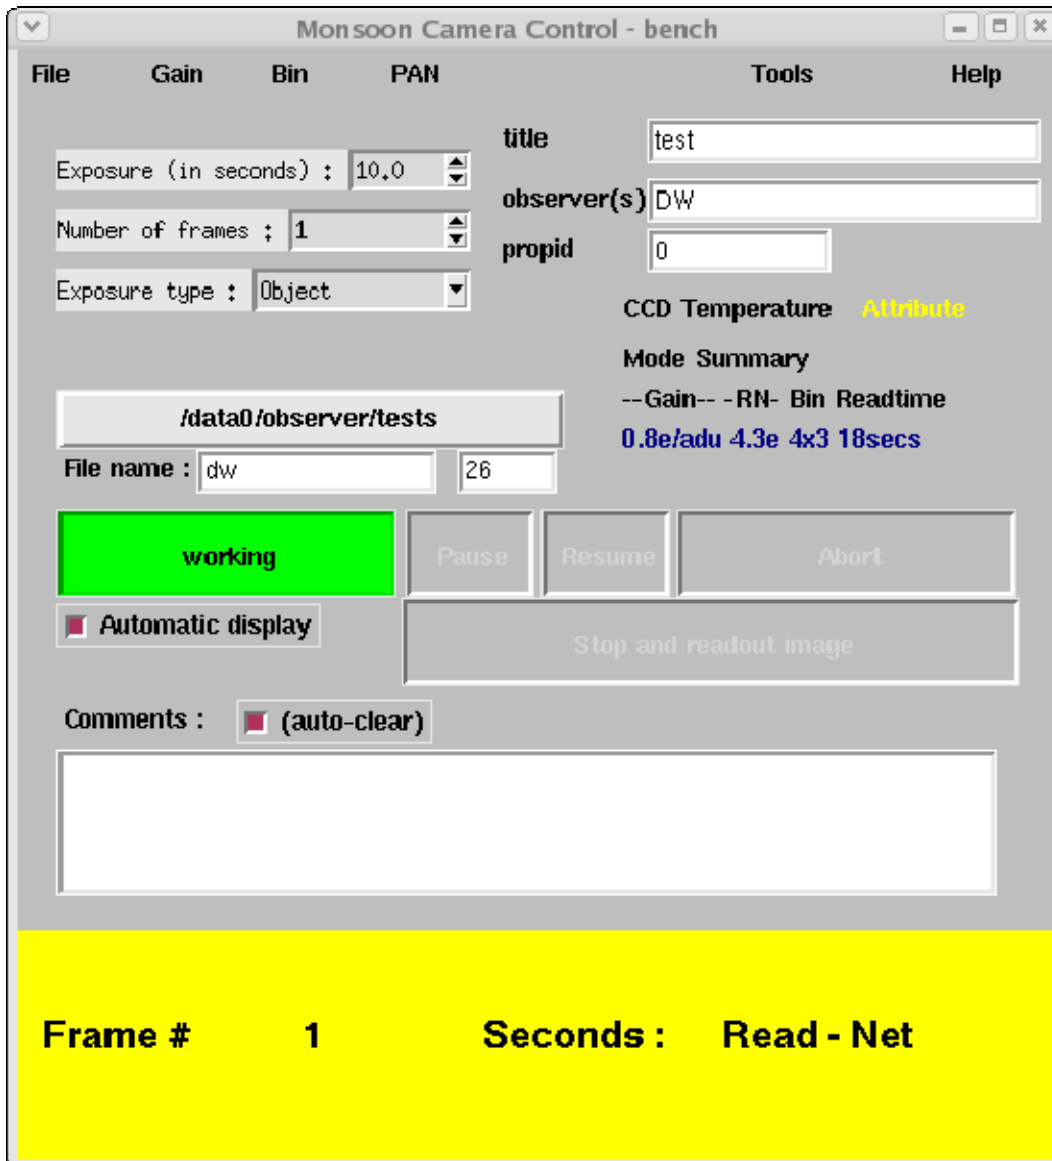 Monsoon Camera Control - bench
File Gain Bin PAN Tools Help
title test
Exposure (in seconds) : 10.0
observer(s) DW
Number of frames : 1
propid 0
Exposure type : Object
CCD Temperature Attribute
Mode Summary
--Gain-- -RN- Bin Readtime
/data0/observer/tests
0.8e/adu 4.3e 4x3 18secs
File name : dw 26
working Pause Resume Abort
Automatic display
Stop and readout image
Comments : (auto-clear)
Frame # 1 Seconds : Read - Net